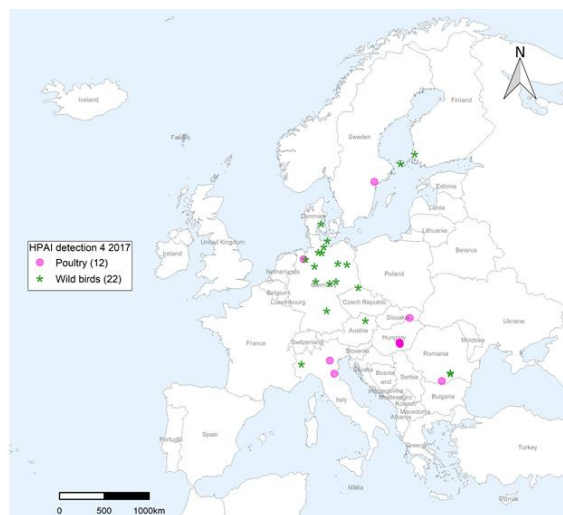 N
Iceland
Finland
Sweden
Faroes
Estonia
Latvia
Denmark
Lithuania
HPAI detection 4 2017
Poultry (12)
Wild birds (22)
United Kingdom
Ireland
Belarus
Netherlands
Poland
Belgium
Germany
Luxembourg
Czech Republic
Ukraine
Slovakia
Austria
Moldova
France
Switzerland
Hungary
Slovenia
Romania
Croatia
Bosnia
and
Herzegovina
Serbia
Montenegro
Kosovo
Bulgaria
Italy
Macedonia
Albania
Portugal
Spain
Greece
Turkey
Malta
Cyprus
0 500 1000km